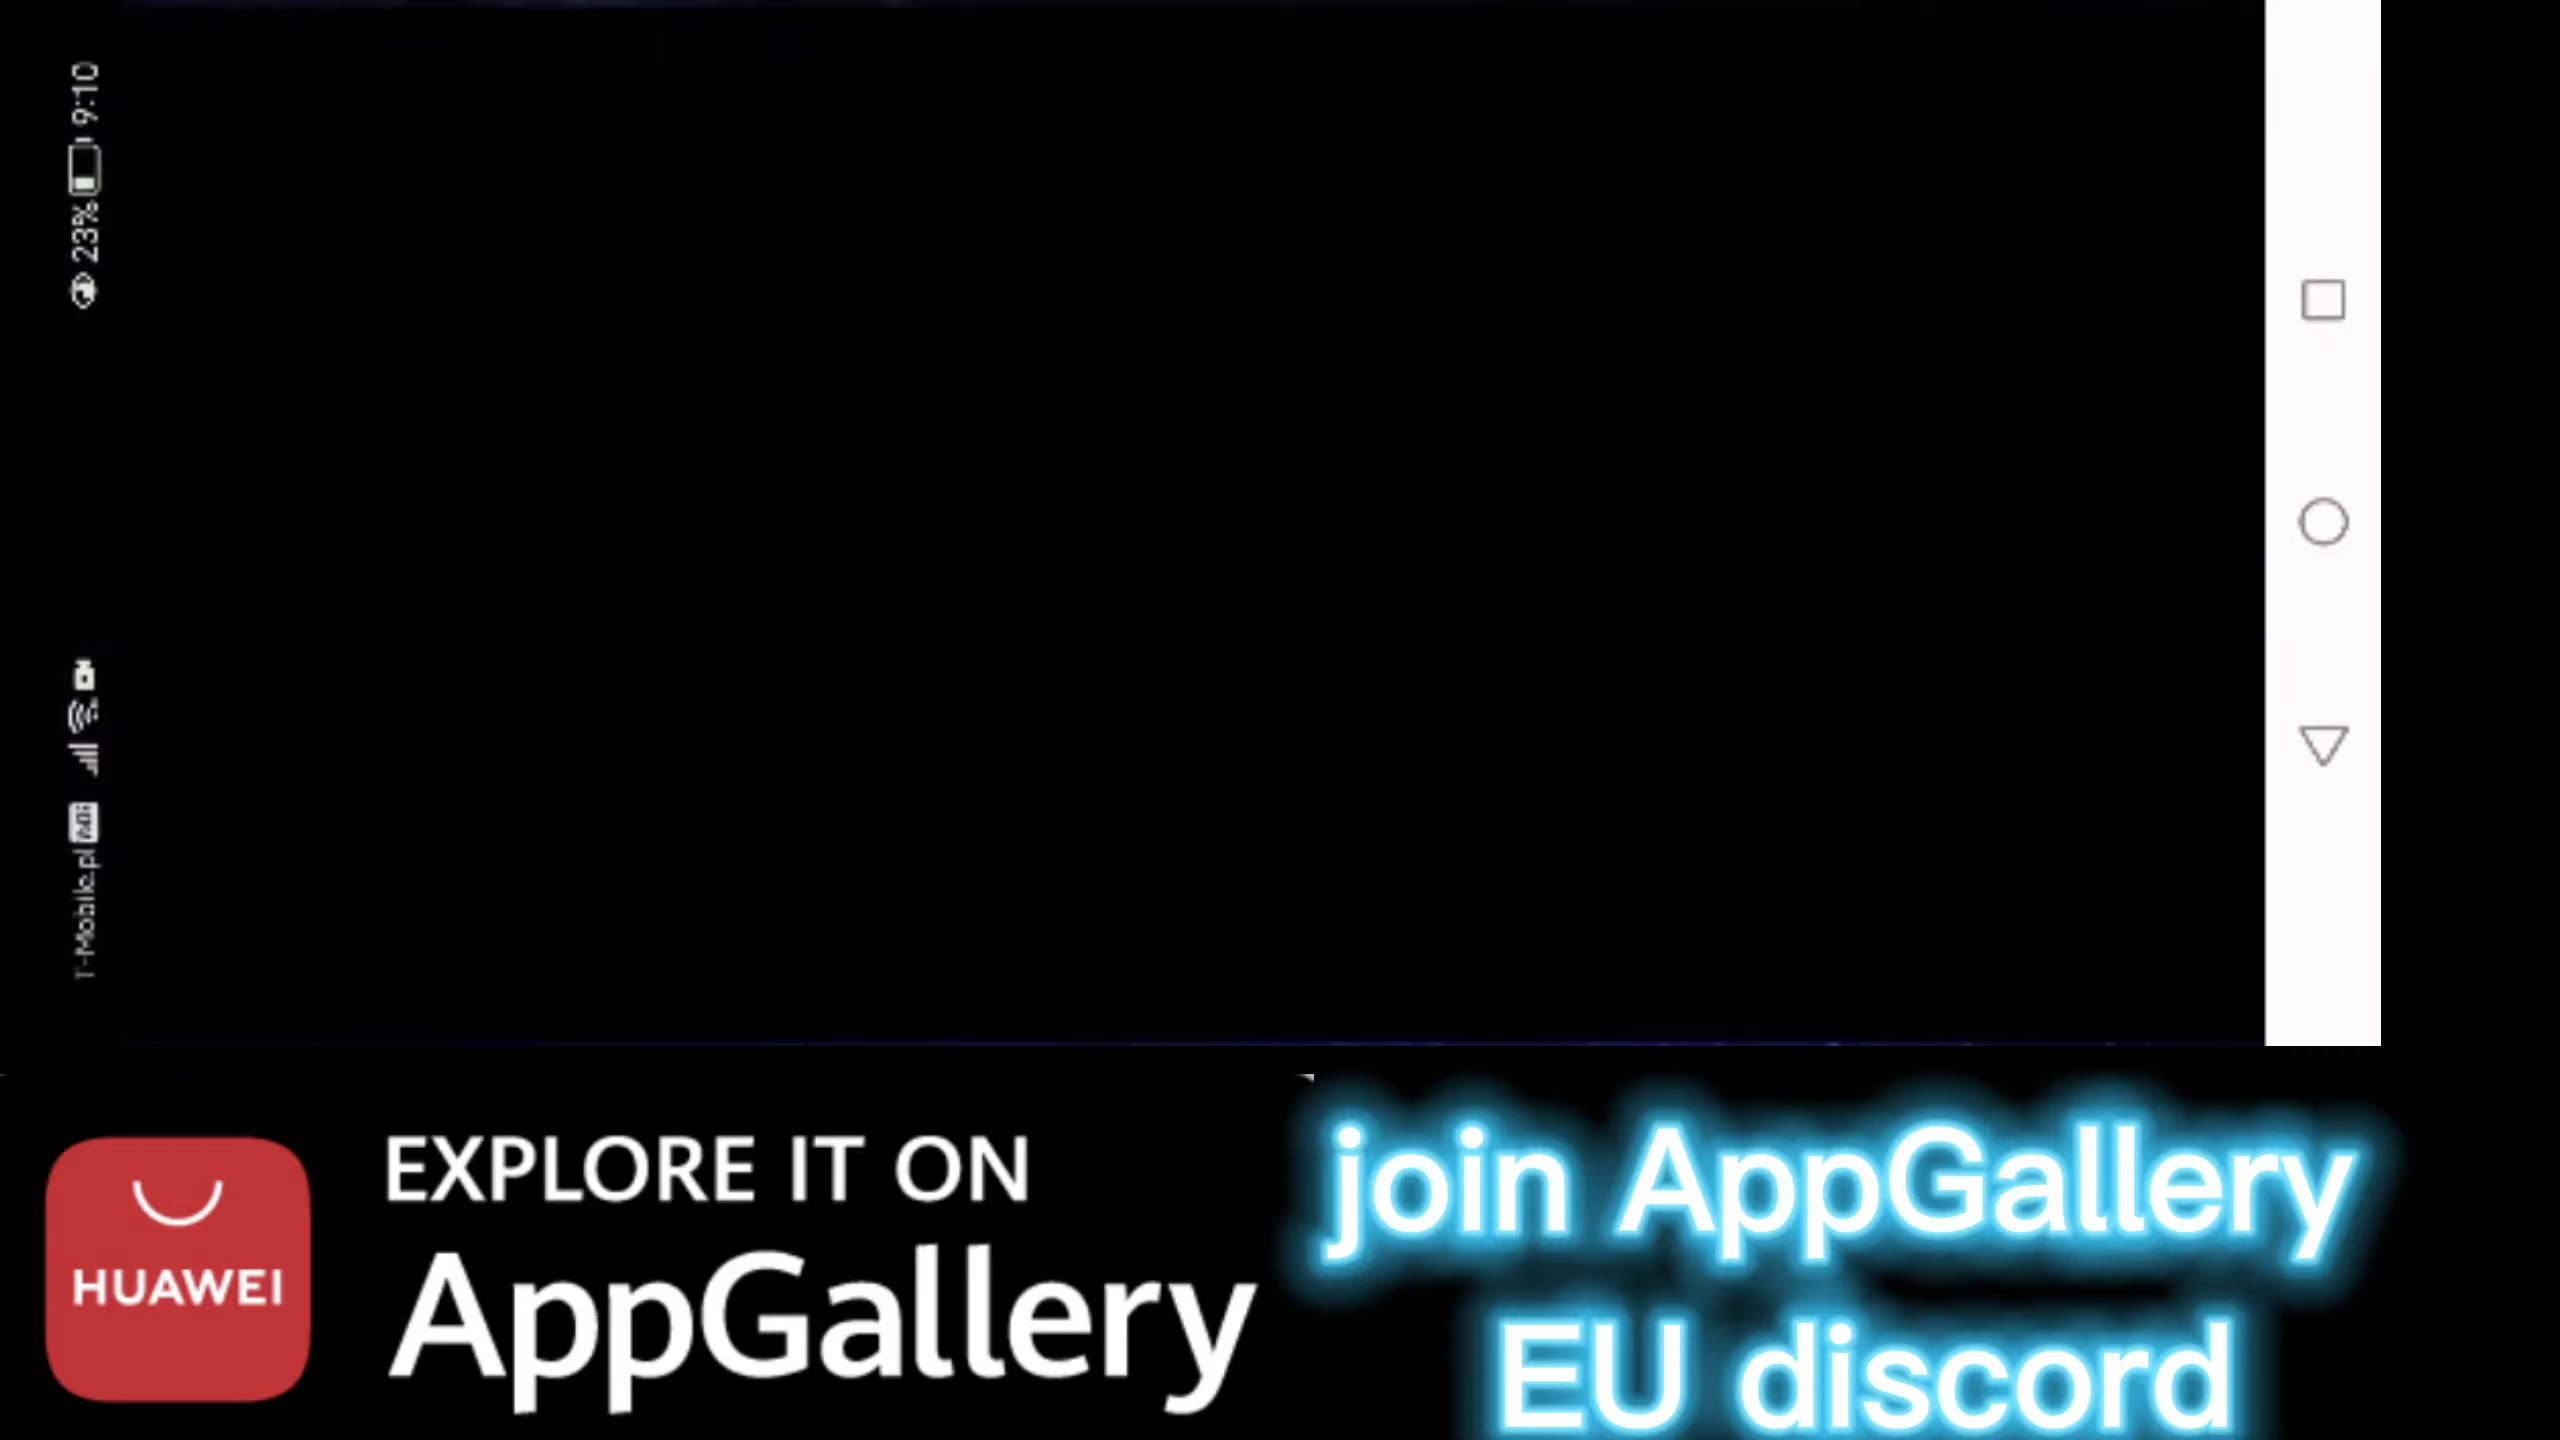 9:10
23%
T-Mobile.pl
EXPLORE IT ON
AppGallery
HUAWEI
join AppGallery
EU discord